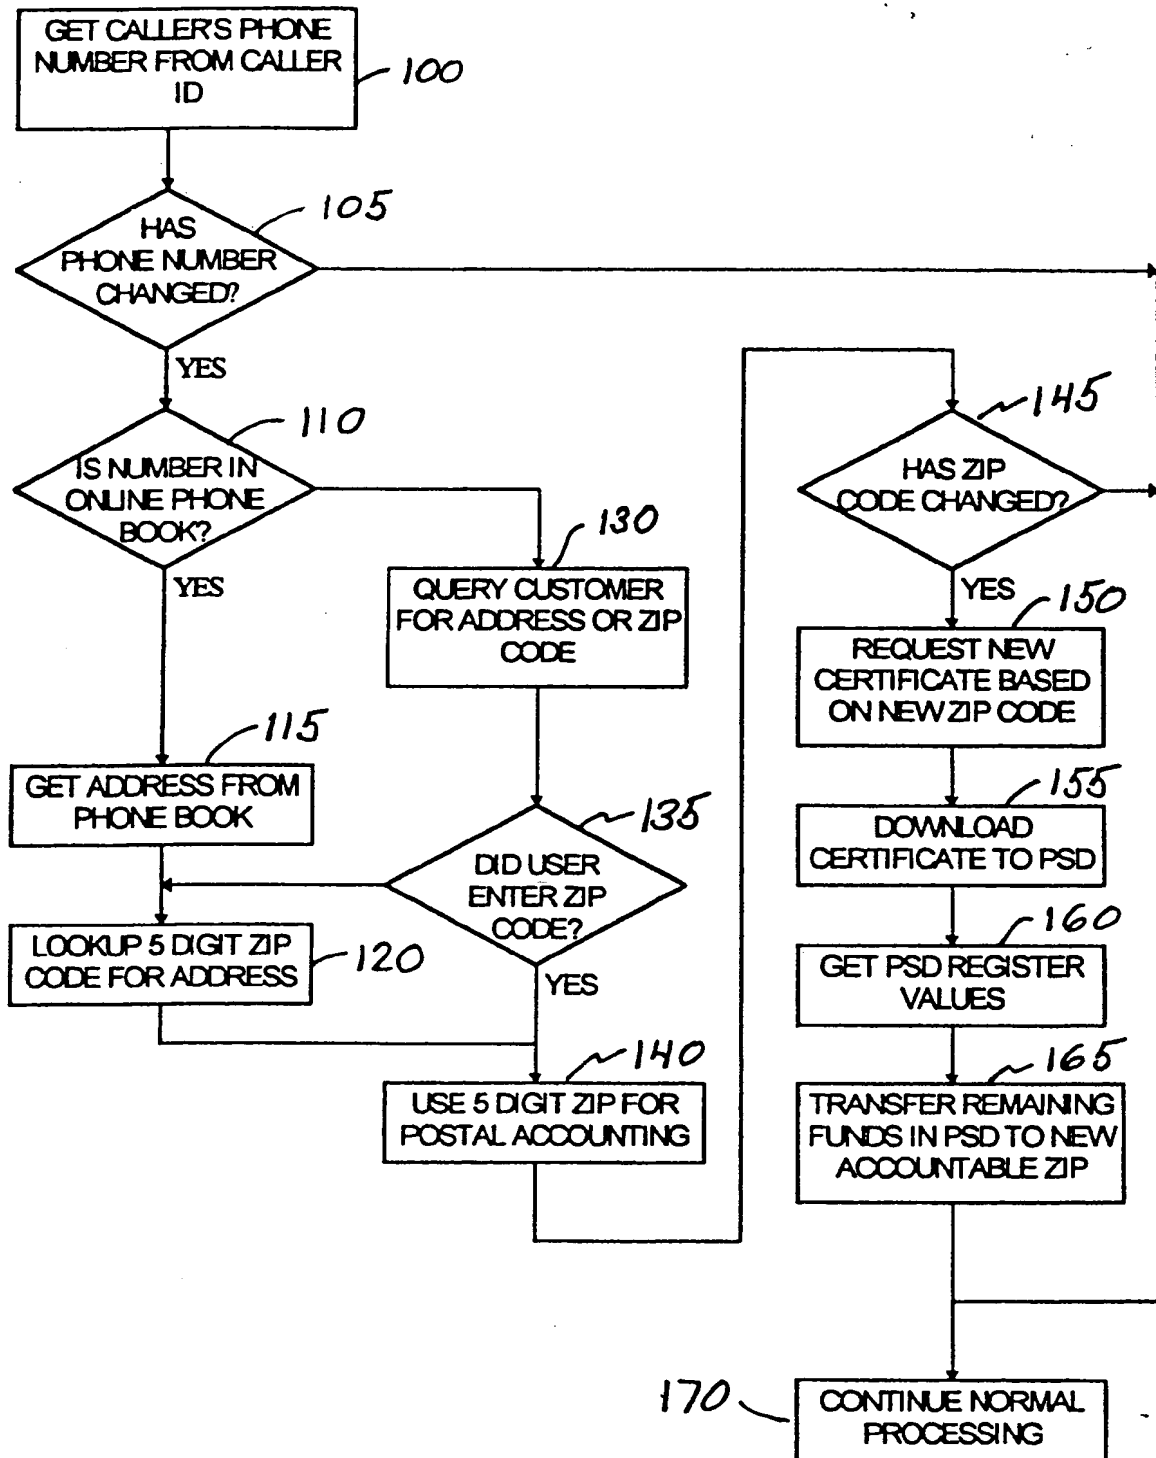 GET CALLER'S PHONE
NUMBER FROM CALLER
ID
100
HAS
PHONE NUMBER
CHANGED?
105
YES
IS NUMBER IN
ONLINE PHONE
BOOK?
110
YES
QUERY CUSTOMER
FOR ADDRESS OR ZIP
CODE
130
GET ADDRESS FROM
PHONE BOOK
115
DID USER
ENTER ZIP
CODE?
135
YES
LOOKUP 5 DIGIT ZIP
CODE FOR ADDRESS
120
USE 5 DIGIT ZIP FOR
POSTAL ACCOUNTING
140
HAS ZIP
CODE CHANGED?
145
YES
REQUEST NEW
CERTIFICATE BASED
ON NEW ZIP CODE
150
DOWNLOAD
CERTIFICATE TO PSD
155
GET PSD REGISTER
VALUES
160
TRANSFER REMAINING
FUNDS IN PSD TO NEW
ACCOUNTABLE ZIP
165
CONTINUE NORMAL
PROCESSING
170